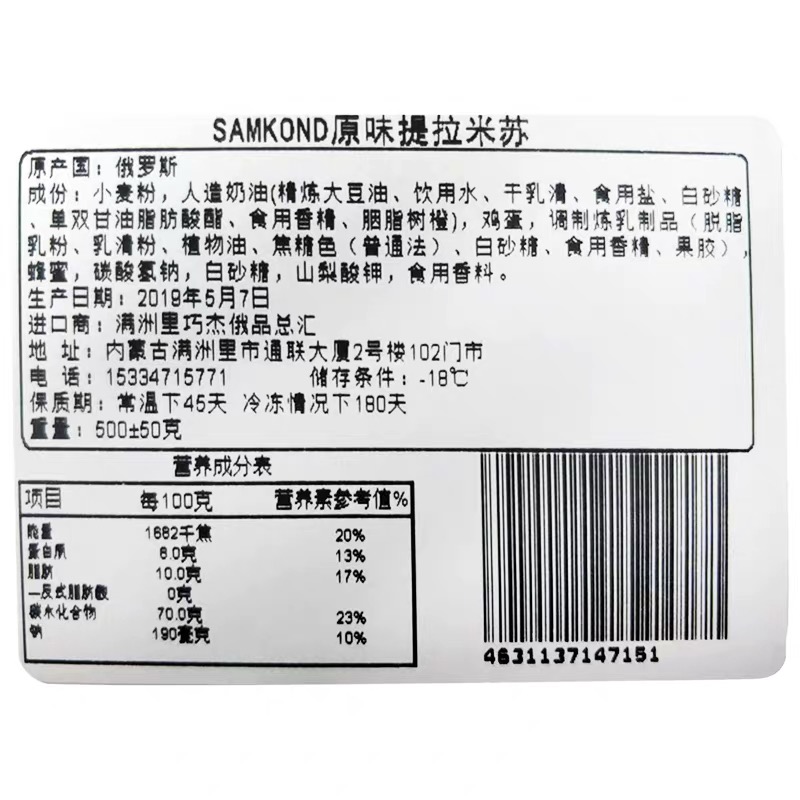 SAMKOND原味提拉米苏
原产国：俄罗斯
成份：小麦粉，人造奶油(精炼大豆油、饮用水、干乳清、食用盐、白砂糖
、单双甘油脂肪酸酯、食用香精、胭脂树橙)，鸡蛋，调制炼乳制品（脱脂
乳粉、乳清粉、植物油、焦糖色（普通法）、白砂糖、食用香精、果胶），
蜂蜜，碳酸氢钠，白砂糖，山梨酸钾，食用香料。
生产日期：2019年5月7日
进口商：满洲里巧杰俄品总汇
地 址：内蒙古满洲里市通联大厦2号楼102门市
电 话：15334715771 储存条件：-18℃
保质期：常温下45天 冷冻情况下180天
重量：500±50克
营养成分表
项目 每100克 营养素参考值%
能量 1682千焦 20%
蛋白质 8.0克 13%
脂肪 10.0克 17%
—反式脂肪酸 0克
碳水化合物 70.0克 23%
钠 190毫克 10%
4631137147151